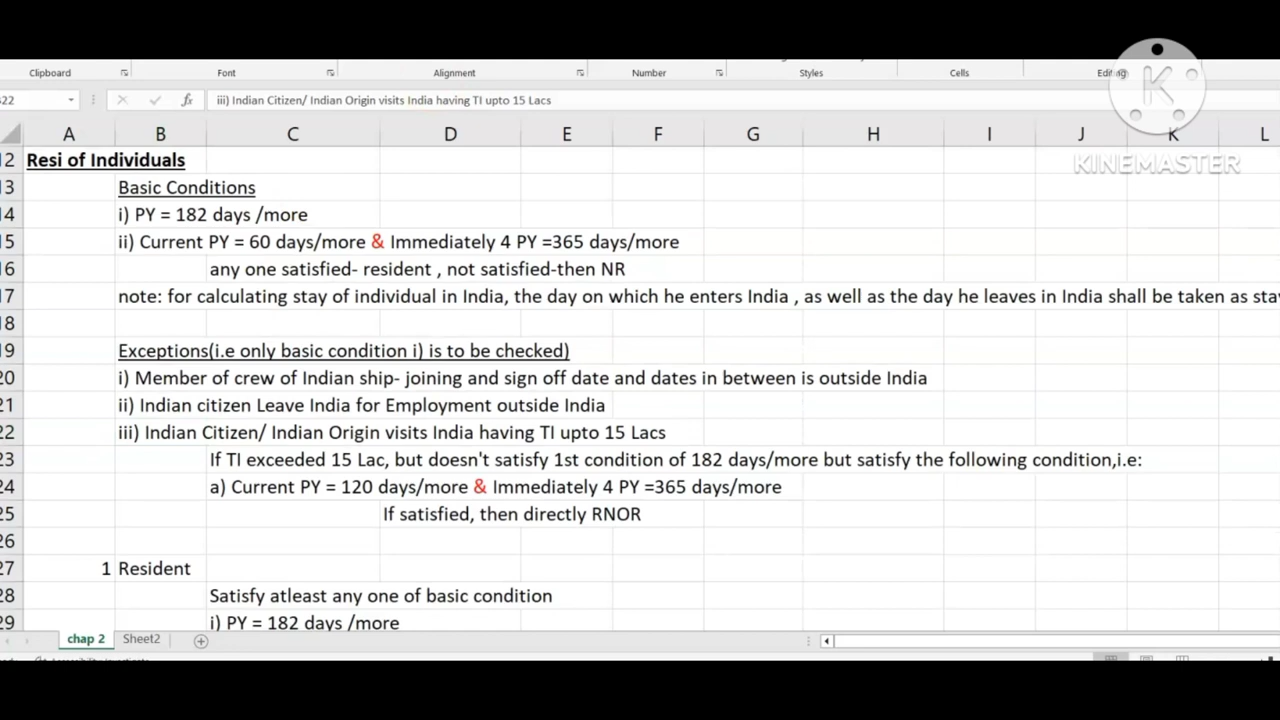 Clipboard Font Alignment Number Styles Cells Editing
22 fx iii) Indian Citizen/ Indian Origin visits India having TI upto 15 Lacs
K
KINEMASTER
A B C D E F G H I J K L
12 Resi of Individuals
13 Basic Conditions
14 i) PY = 182 days /more
15 ii) Current PY = 60 days/more & Immediately 4 PY =365 days/more
16 any one satisfied- resident , not satisfied-then NR
17 note: for calculating stay of individual in India, the day on which he enters India , as well as the day he leaves in India shall be taken as stay
18
19 Exceptions(i.e only basic condition i) is to be checked)
20 i) Member of crew of Indian ship- joining and sign off date and dates in between is outside India
21 ii) Indian citizen Leave India for Employment outside India
22 iii) Indian Citizen/ Indian Origin visits India having TI upto 15 Lacs
23 If TI exceeded 15 Lac, but doesn't satisfy 1st condition of 182 days/more but satisfy the following condition,i.e:
24 a) Current PY = 120 days/more & Immediately 4 PY =365 days/more
25 If satisfied, then directly RNOR
26
27 1 Resident
28 Satisfy atleast any one of basic condition
29 i) PY = 182 days /more
chap 2 Sheet2